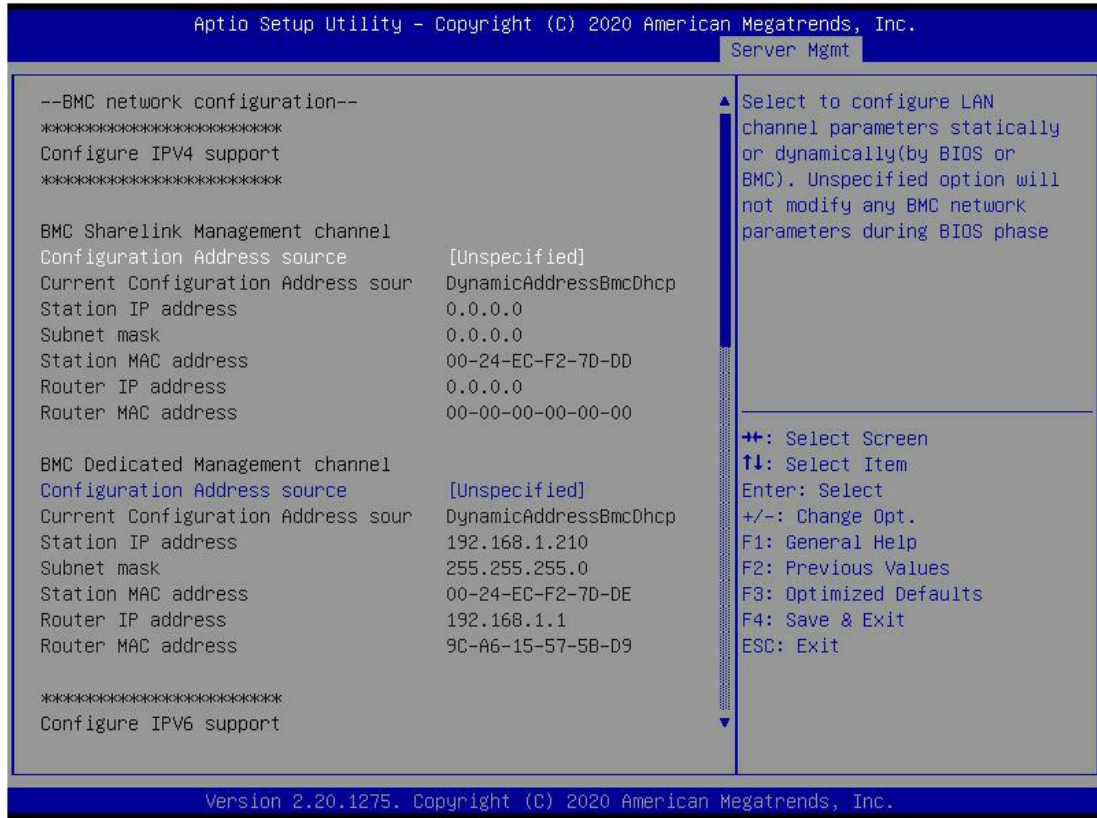 Aptio Setup Utility – Copyright (C) 2020 American Megatrends, Inc.
Server Mgmt
--BMC network configuration--
**********************
Configure IPV4 support
**********************
BMC Sharelink Management channel
Configuration Address source [Unspecified]
Current Configuration Address sour DynamicAddressBmcDhcp
Station IP address 0.0.0.0
Subnet mask 0.0.0.0
Station MAC address 00-24-EC-F2-7D-DD
Router IP address 0.0.0.0
Router MAC address 00-00-00-00-00-00
BMC Dedicated Management channel
Configuration Address source [Unspecified]
Current Configuration Address sour DynamicAddressBmcDhcp
Station IP address 192.168.1.210
Subnet mask 255.255.255.0
Station MAC address 00-24-EC-F2-7D-DE
Router IP address 192.168.1.1
Router MAC address 9C-A6-15-57-5B-D9
**********************
Configure IPV6 support
Select to configure LAN
channel parameters statically
or dynamically(by BIOS or
BMC). Unspecified option will
not modify any BMC network
parameters during BIOS phase
→←: Select Screen
↑↓: Select Item
Enter: Select
+/-: Change Opt.
F1: General Help
F2: Previous Values
F3: Optimized Defaults
F4: Save & Exit
ESC: Exit
Version 2.20.1275. Copyright (C) 2020 American Megatrends, Inc.